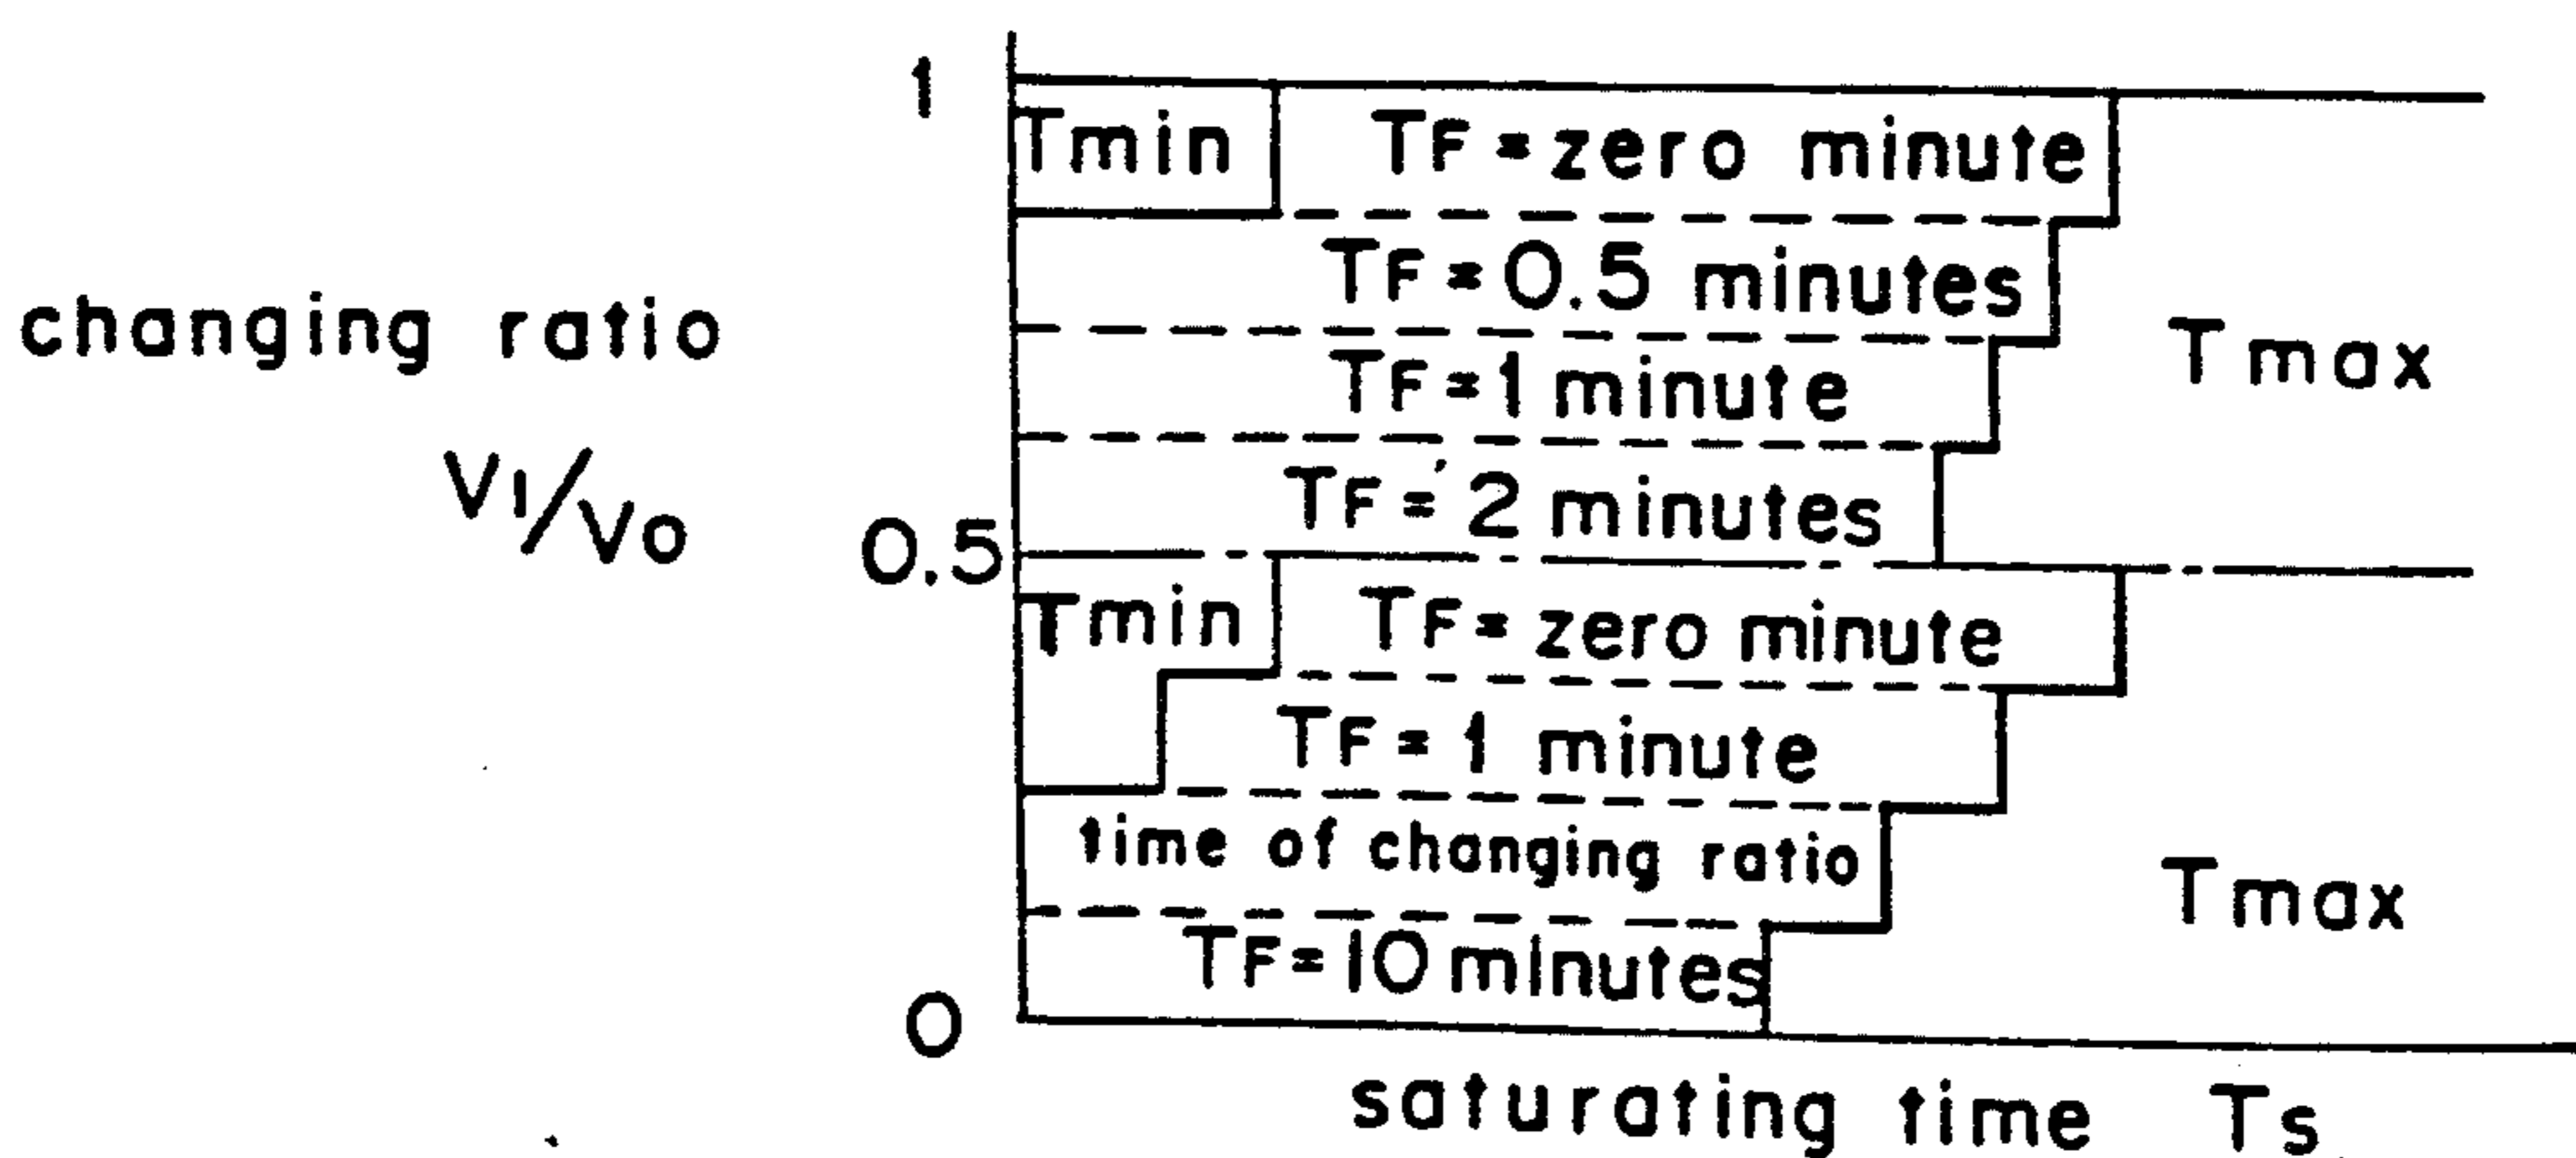 1
Tmin TF = zero minute
TF = 0.5 minutes
changing ratio
TF = 1 minute
Tmax
V1/V0
TF = 2 minutes
0.5
Tmin TF = zero minute
TF = 1 minute
time of changing ratio
Tmax
TF = 10 minutes
0
saturating time Ts